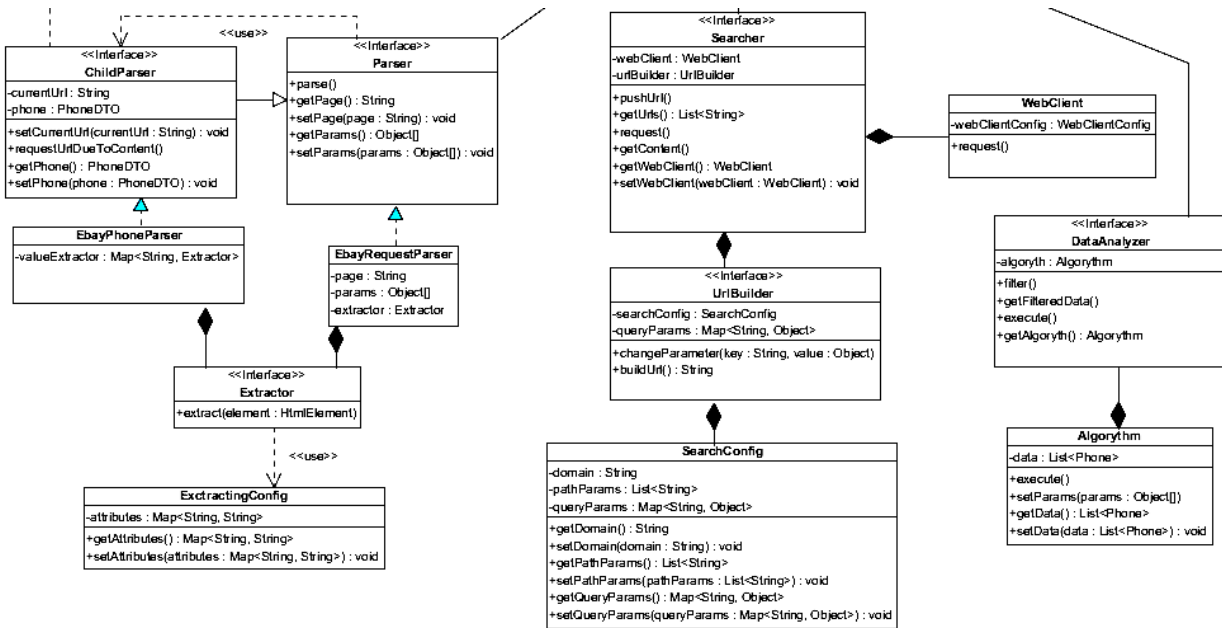 <<use>>
<<Interface>>
ChildParser
-currentUrl : String
-phone : PhoneDTO
+setCurrentUrl(currentUrl : String) : void
+requestUrlDueToContent()
+getPhone() : PhoneDTO
+setPhone(phone : PhoneDTO) : void
<<Interface>>
Parser
+parse()
+getPage() : String
+setPage(page : String) : void
+getParams() : Object[]
+setParams(params : Object[]) : void
<<Interface>>
Searcher
-webClient : WebClient
-urlBuilder : UrlBuilder
+pushUrl()
+getUrls() : List<String>
+request()
+getContent()
+getWebClient() : WebClient
+setWebClient(webClient : WebClient) : void
WebClient
-webClientConfig : WebClientConfig
+request()
EbayPhoneParser
-valueExtractor : Map<String, Extractor>
EbayRequestParser
-page : String
-params : Object[]
-extractor : Extractor
<<Interface>>
UrlBuilder
-searchConfig : SearchConfig
-queryParams : Map<String, Object>
+changeParameter(key : String, value : Object)
+buildUrl() : String
<<Interface>>
DataAnalyzer
-algoryth : Algorythm
+filter()
+getFilteredData()
+execute()
+getAlgoryth() : Algorythm
<<Interface>>
Extractor
+extract(element : HtmlElement)
<<use>>
ExctractingConfig
-attributes : Map<String, String>
+getAttributes() : Map<String, String>
+setAttributes(attributes : Map<String, String>) : void
SearchConfig
-domain : String
-pathParams : List<String>
-queryParams : Map<String, Object>
+getDomain() : String
+setDomain(domain : String) : void
+getPathParams() : List<String>
+setPathParams(pathParams : List<String>) : void
+getQueryParams() : Map<String, Object>
+setQueryParams(queryParams : Map<String, Object>) : void
Algorythm
-data : List<Phone>
+execute()
+setParams(params : Object[])
+getData() : List<Phone>
+setData(data : List<Phone>) : void